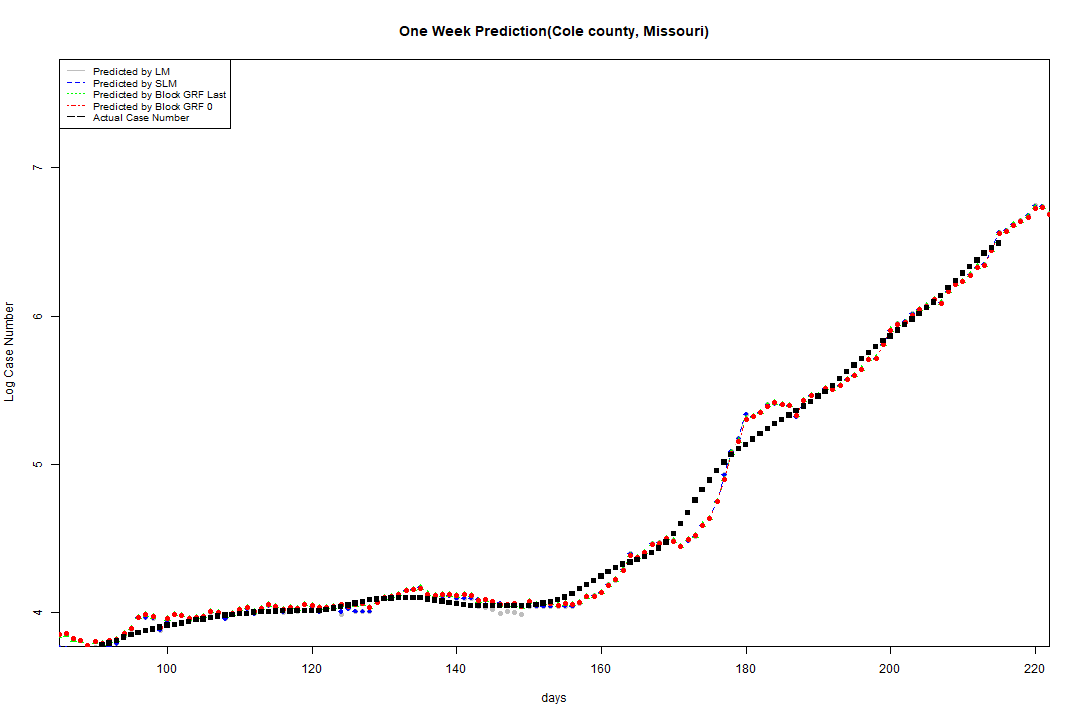 One Week Prediction(Cole county, Missouri)
Predicted by LM
Predicted by SLM
Predicted by Block GRF Last
Predicted by Block GRF 0
Actual Case Number
7
6
5
4
Log Case Number
100 120 140 160 180 200 220
days